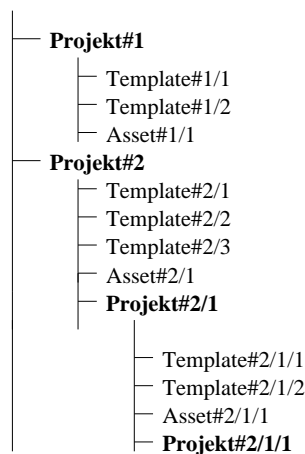 Projekt#1
Template#1/1
Template#1/2
Asset#1/1
Projekt#2
Template#2/1
Template#2/2
Template#2/3
Asset#2/1
Projekt#2/1
Template#2/1/1
Template#2/1/2
Asset#2/1/1
Projekt#2/1/1